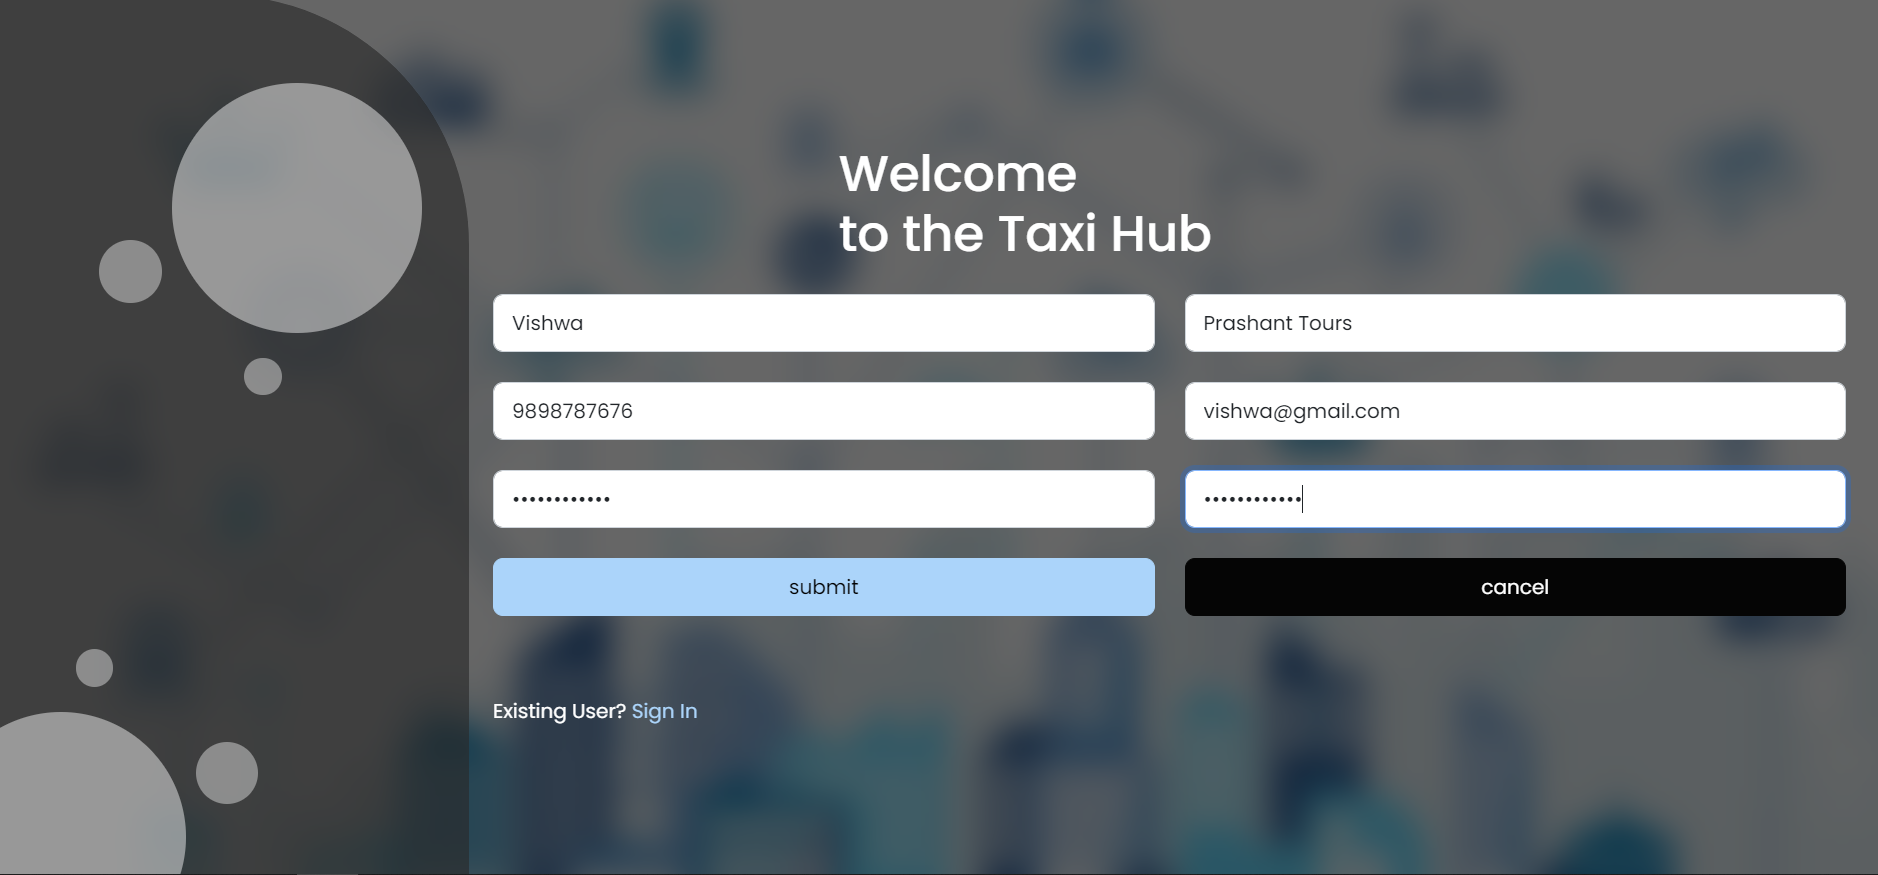 Welcome
to the Taxi Hub
Vishwa
Prashant Tours
9898787676
vishwa@gmail.com
••••••••••••
••••••••••••
submit
cancel
Existing User? Sign In